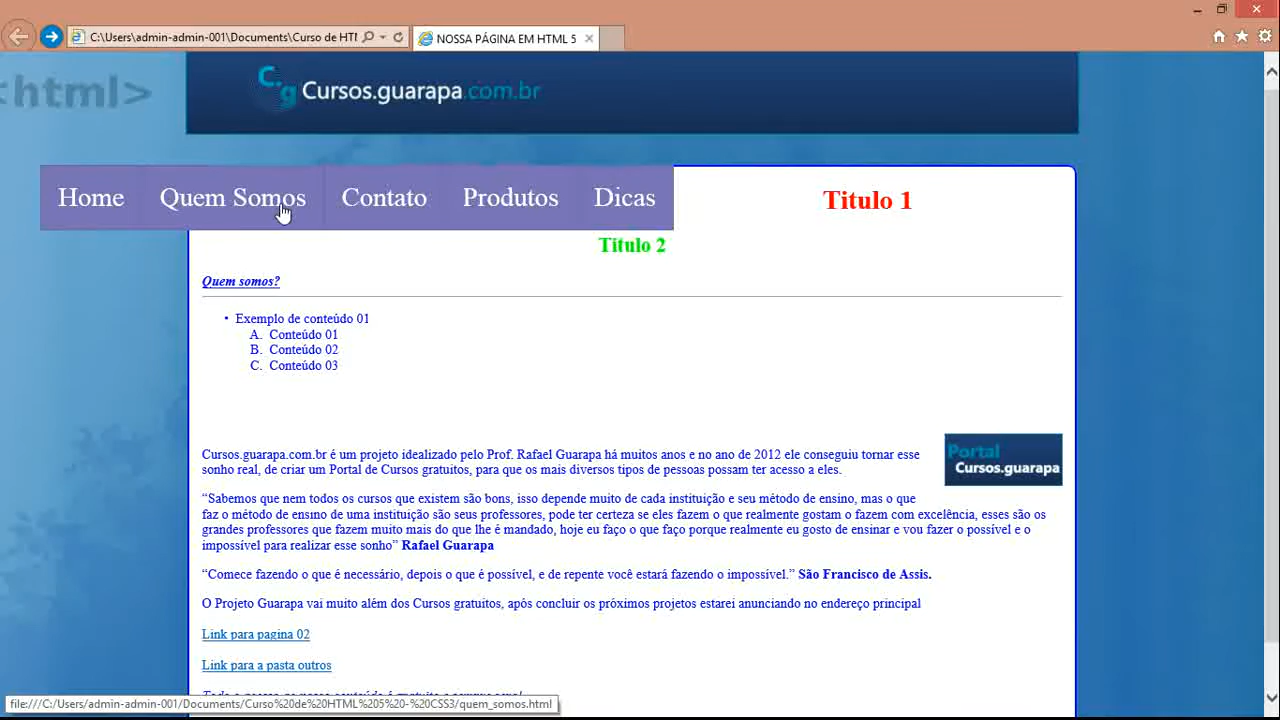 C:\Users\admin-admin-001\Documents\Curso de HTM
NOSSA PÁGINA EM HTML 5
<html>
C.g Cursos.guarapa.com.br
Home Quem Somos Contato Produtos Dicas
Titulo 1
Titulo 2
Quem somos?
• Exemplo de conteúdo 01
A. Conteúdo 01
B. Conteúdo 02
C. Conteúdo 03
Portal
Cursos.guarapa
Cursos.guarapa.com.br é um projeto idealizado pelo Prof. Rafael Guarapa há muitos anos e no ano de 2012 ele conseguiu tornar esse
sonho real, de criar um Portal de Cursos gratuitos, para que os mais diversos tipos de pessoas possam ter acesso a eles.
“Sabemos que nem todos os cursos que existem são bons, isso depende muito de cada instituição e seu método de ensino, mas o que
faz o método de ensino de uma instituição são seus professores, pode ter certeza se eles fazem o que realmente gostam o fazem com excelência, esses são os
grandes professores que fazem muito mais do que lhe é mandado, hoje eu faço o que faço porque realmente eu gosto de ensinar e vou fazer o possível e o
impossível para realizar esse sonho” Rafael Guarapa
“Comece fazendo o que é necessário, depois o que é possível, e de repente você estará fazendo o impossível.” São Francisco de Assis.
O Projeto Guarapa vai muito além dos Cursos gratuitos, após concluir os próximos projetos estarei anunciando no endereço principal
Link para pagina 02
Link para a pasta outros
file:///C:/Users/admin-admin-001/Documents/Curso%20de%20HTML%205%20-%20CSS3/quem_somos.html